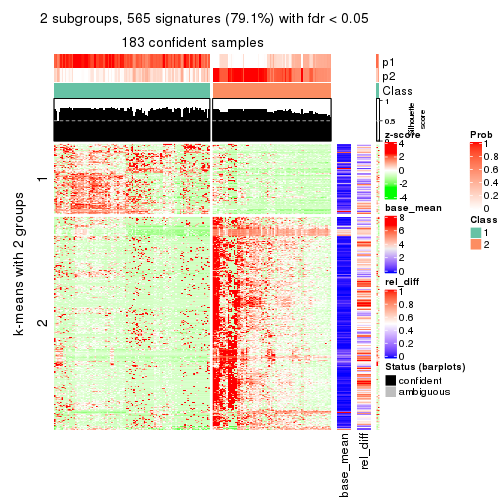 2 subgroups, 565 signatures (79.1%) with fdr < 0.05
183 confident samples
p1
p2
Class
1
0.5
0
Silhouette
score
k-means with 2 groups
1
2
base_mean
rel_diff
z-score
4
2
0
-2
-4
base_mean
8
6
4
2
0
rel_diff
1
0.8
0.6
0.4
0.2
0
Status (barplots)
confident
ambiguous
Prob
1
0.8
0.6
0.4
0.2
0
Class
1
2